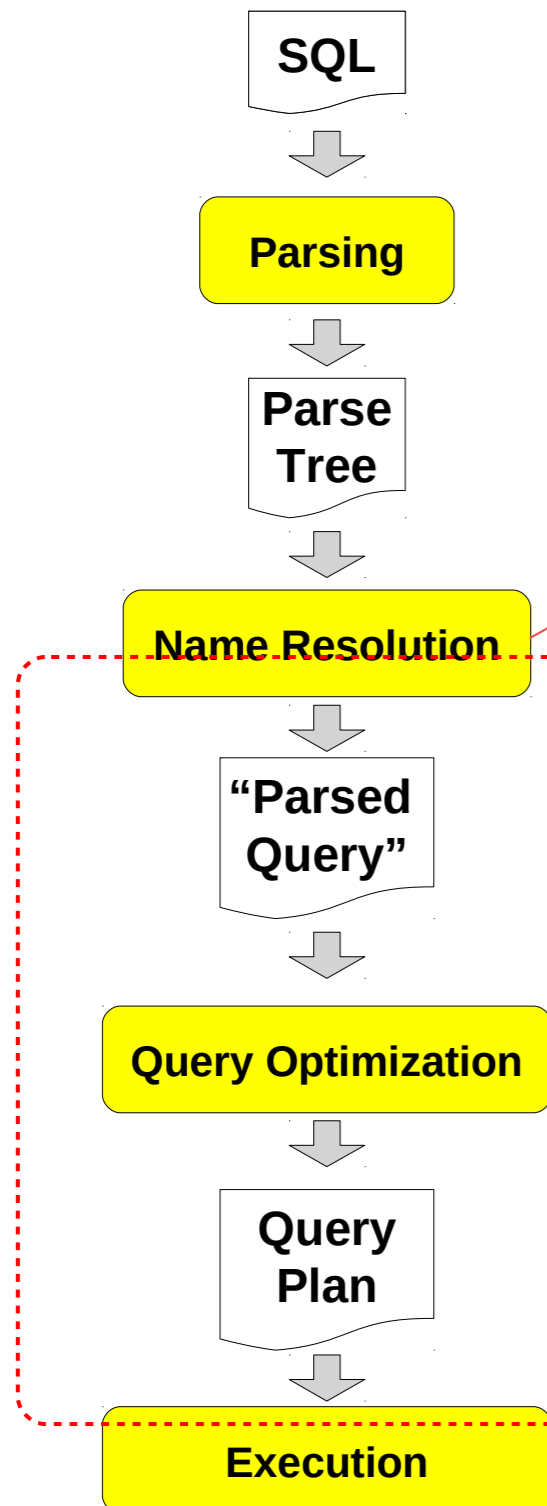 SQL
Parsing
Parse
Tree
Name Resolution
“Parsed
Query”
Query Optimization
Query
Plan
Execution